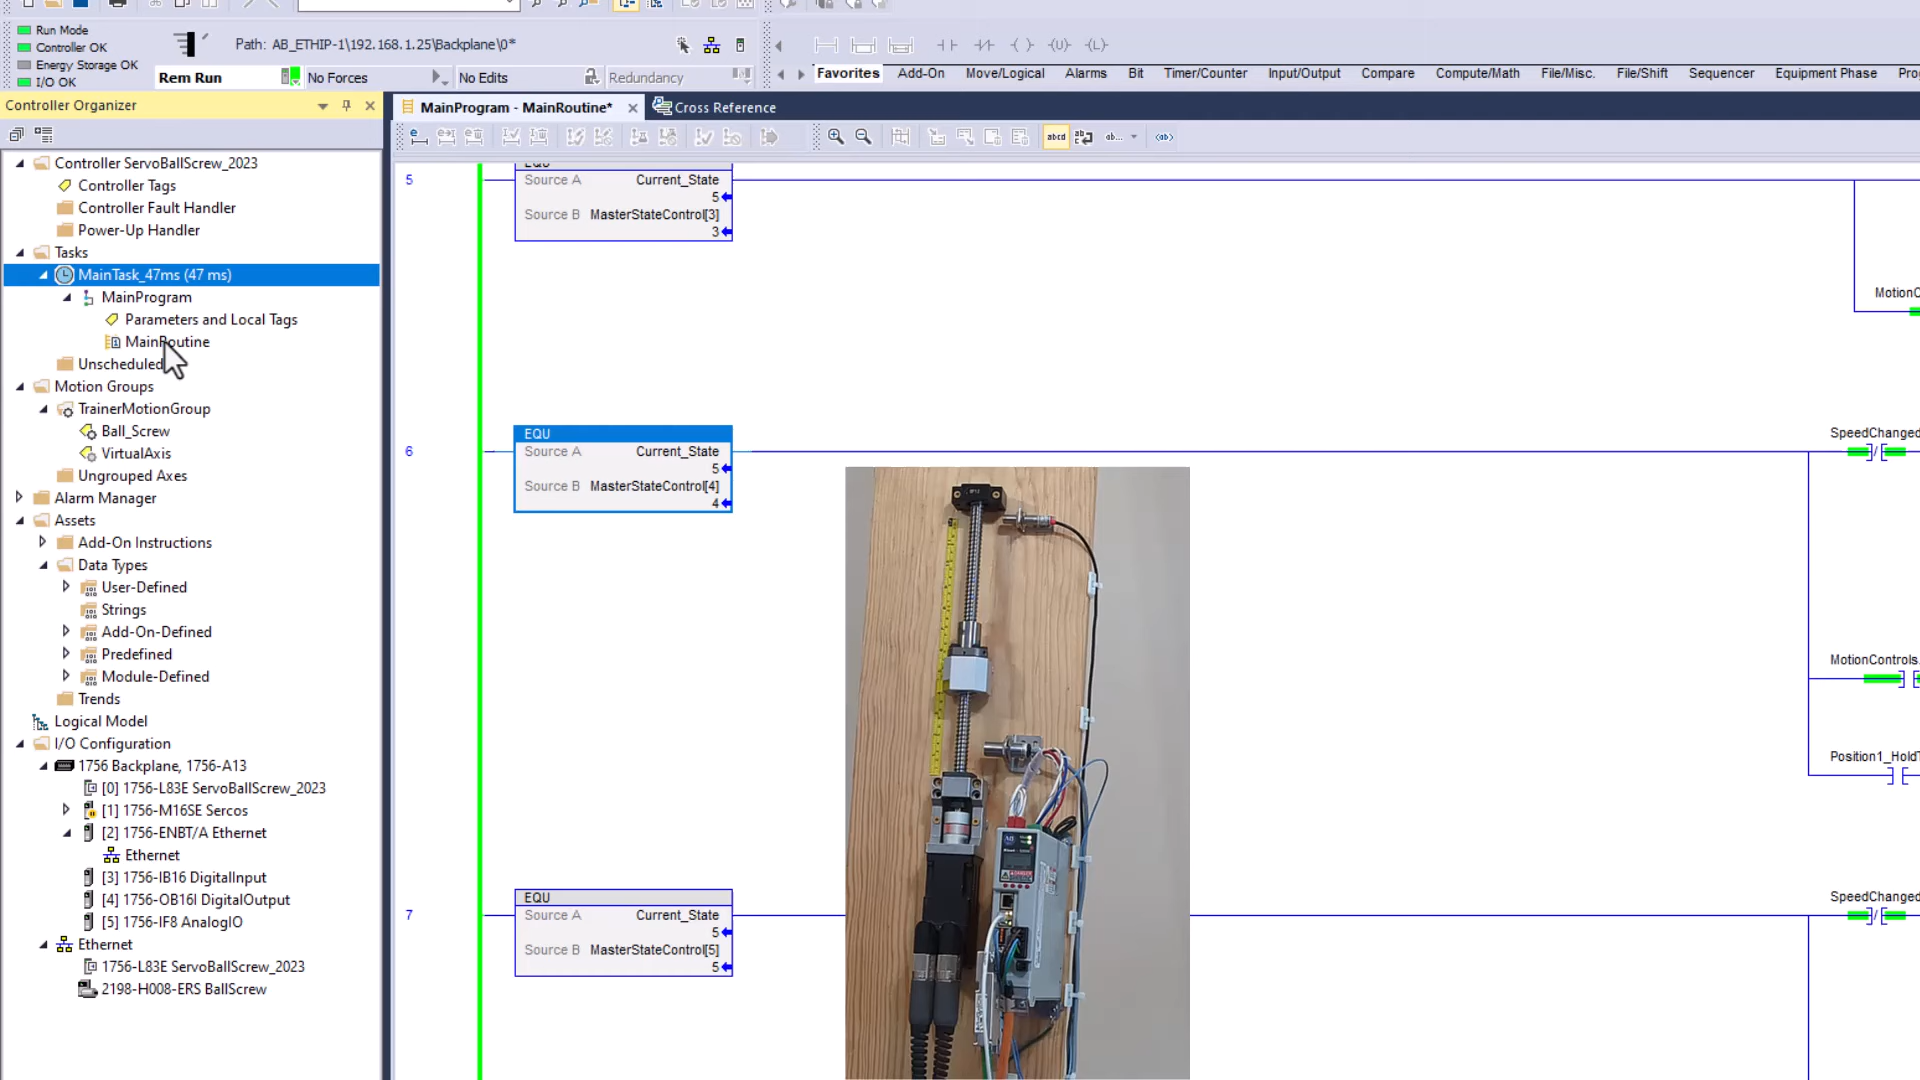 Run Mode
Controller OK
Energy Storage OK
I/O OK
Path: AB_ETHIP-1\192.168.1.25\Backplane\0*
Rem Run
No Forces
No Edits
Redundancy
Favorites
Add-On
Move/Logical
Alarms
Bit
Timer/Counter
Input/Output
Compare
Compute/Math
File/Misc.
File/Shift
Sequencer
Equipment Phase
Controller Organizer
MainProgram - MainRoutine*
Cross Reference
Controller ServoBallScrew_2023
Controller Tags
Controller Fault Handler
Power-Up Handler
Tasks
MainTask_47ms (47 ms)
MainProgram
Parameters and Local Tags
MainRoutine
Unscheduled
Motion Groups
TrainerMotionGroup
Ball_Screw
VirtualAxis
Ungrouped Axes
Alarm Manager
Assets
Add-On Instructions
Data Types
User-Defined
Strings
Add-On-Defined
Predefined
Module-Defined
Trends
Logical Model
I/O Configuration
1756 Backplane, 1756-A13
[0] 1756-L83E ServoBallScrew_2023
[1] 1756-M16SE Sercos
[2] 1756-ENBT/A Ethernet
Ethernet
[3] 1756-IB16 DigitalInput
[4] 1756-OB16I DigitalOutput
[5] 1756-IF8 AnalogIO
Ethernet
1756-L83E ServoBallScrew_2023
2198-H008-ERS BallScrew
5
EQU
Source A Current_State
5
Source B MasterStateControl[3]
3
6
EQU
Source A Current_State
5
Source B MasterStateControl[4]
4
SpeedChanged
MotionControls.
7
EQU
Source A Current_State
5
Source B MasterStateControl[5]
5
SpeedChanged